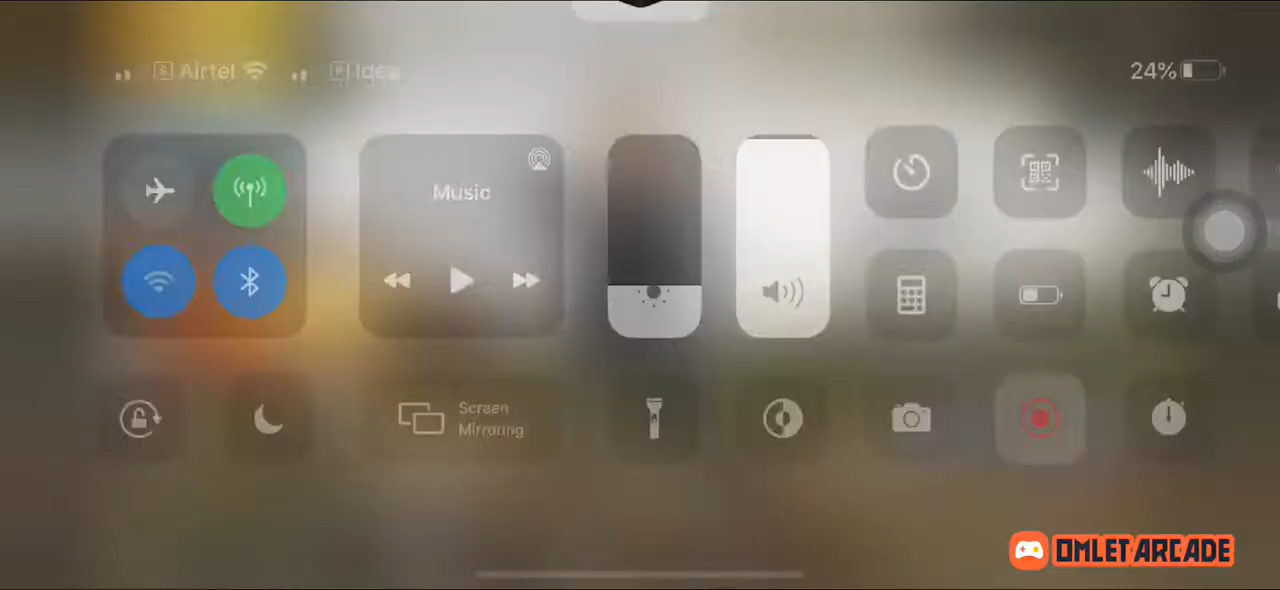 S Airtel
P Idea
24%
Music
Screen
Mirroring
OMLET ARCADE